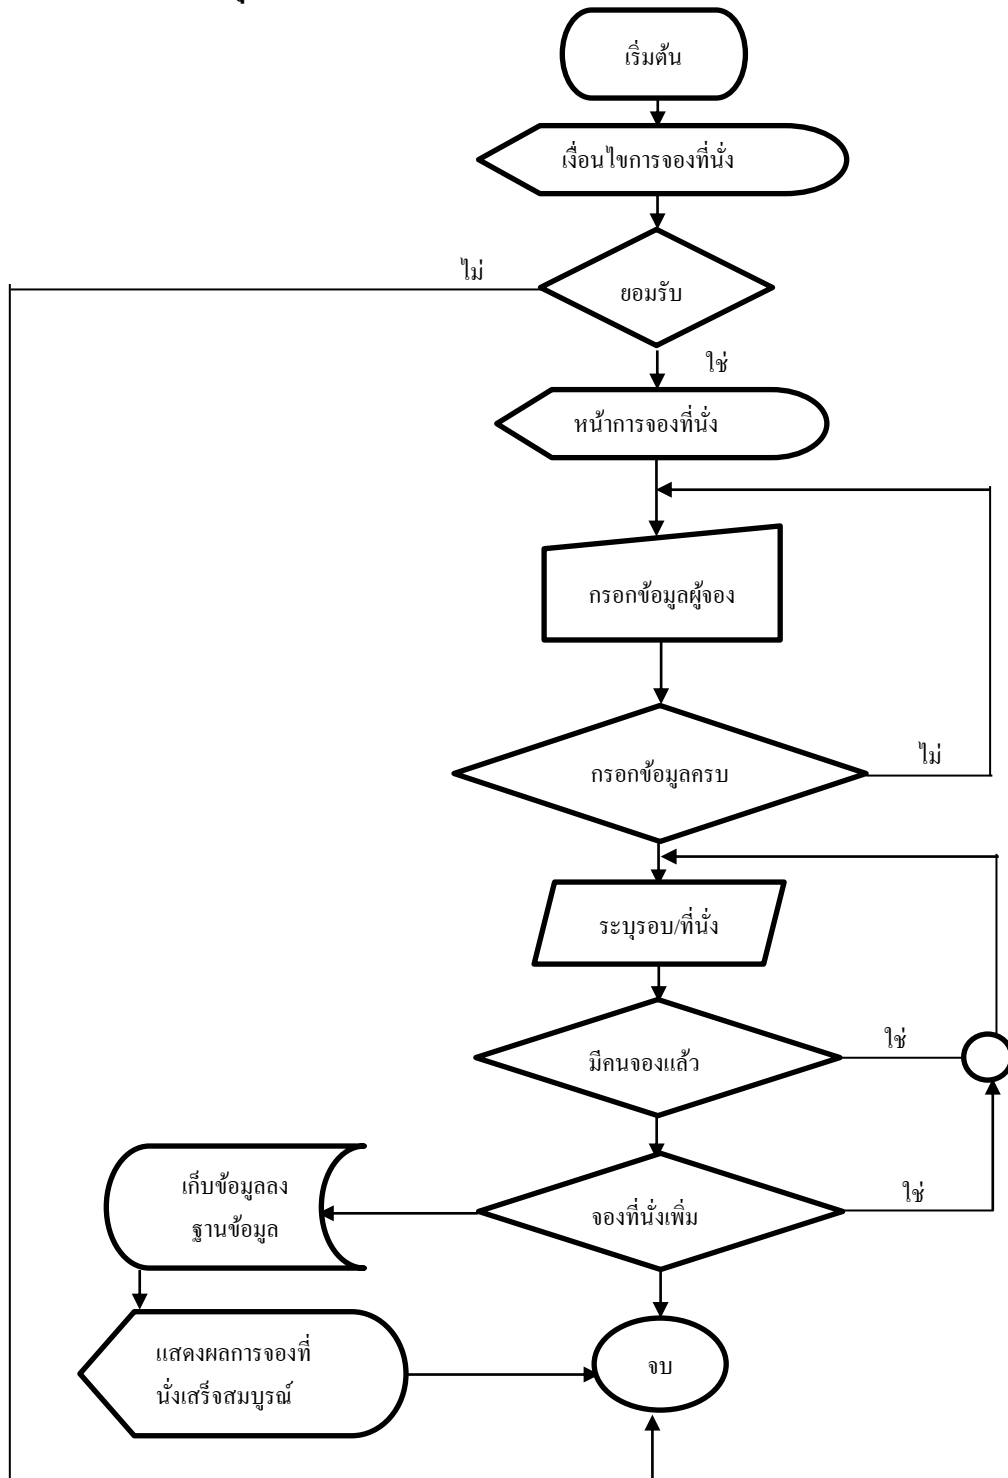 เริ่มต้น
เงื่อนไขการจองที่นั่ง
ไม่
ยอมรับ
ใช่
หน้าการจองที่นั่ง
กรอกข้อมูลผู้จอง
ไม่
กรอกข้อมูลครบ
ระบุรอบ/ที่นั่ง
ใช่
มีคนจองแล้ว
เก็บข้อมูลลง
ฐานข้อมูล
ใช่
จองที่นั่งเพิ่ม
แสดงผลการจองที่
นั่งเสร็จสมบูรณ์
จบ